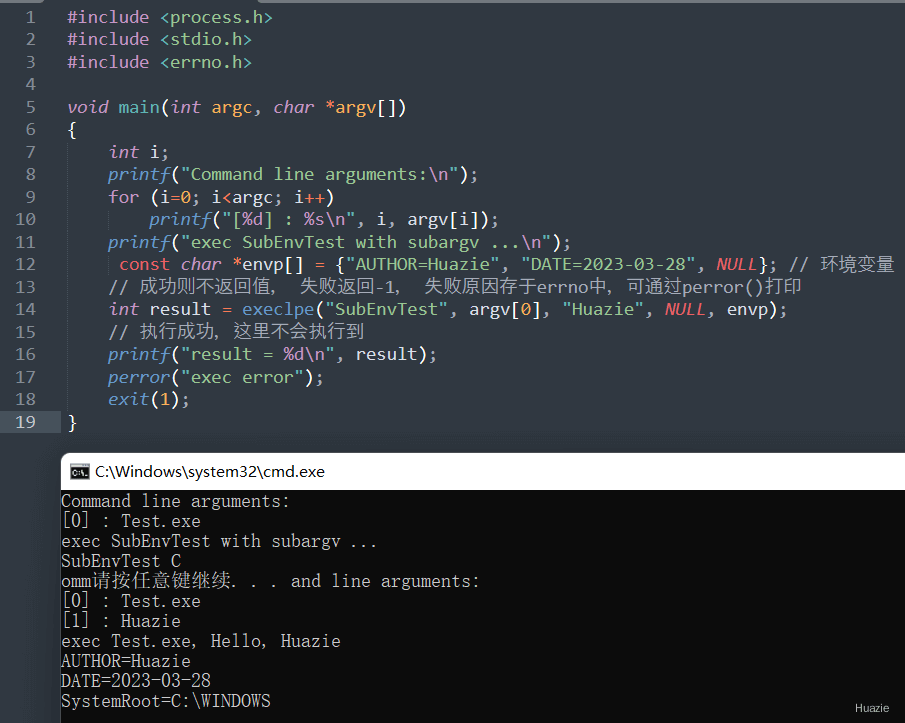 1 #include <process.h>
2 #include <stdio.h>
3 #include <errno.h>
4
5 void main(int argc, char *argv[])
6 {
7 int i;
8 printf("Command line arguments:\n");
9 for (i=0; i<argc; i++)
10 printf("[%d] : %s\n", i, argv[i]);
11 printf("exec SubEnvTest with subargv ...\n");
12 const char *envp[] = {"AUTHOR=Huazie", "DATE=2023-03-28", NULL}; // 环境变量
13 // 成功则不返回值, 失败返回-1, 失败原因存于errno中, 可通过perror()打印
14 int result = execlpe("SubEnvTest", argv[0], "Huazie", NULL, envp);
15 // 执行成功, 这里不会执行到
16 printf("result = %d\n", result);
17 perror("exec error");
18 exit(1);
19 }
C:\Windows\system32\cmd.exe
Command line arguments:
[0] : Test.exe
exec SubEnvTest with subargv ...
SubEnvTest C
omm请按任意键继续. . . and line arguments:
[0] : Test.exe
[1] : Huazie
exec Test.exe, Hello, Huazie
AUTHOR=Huazie
DATE=2023-03-28
SystemRoot=C:\WINDOWS
Huazie